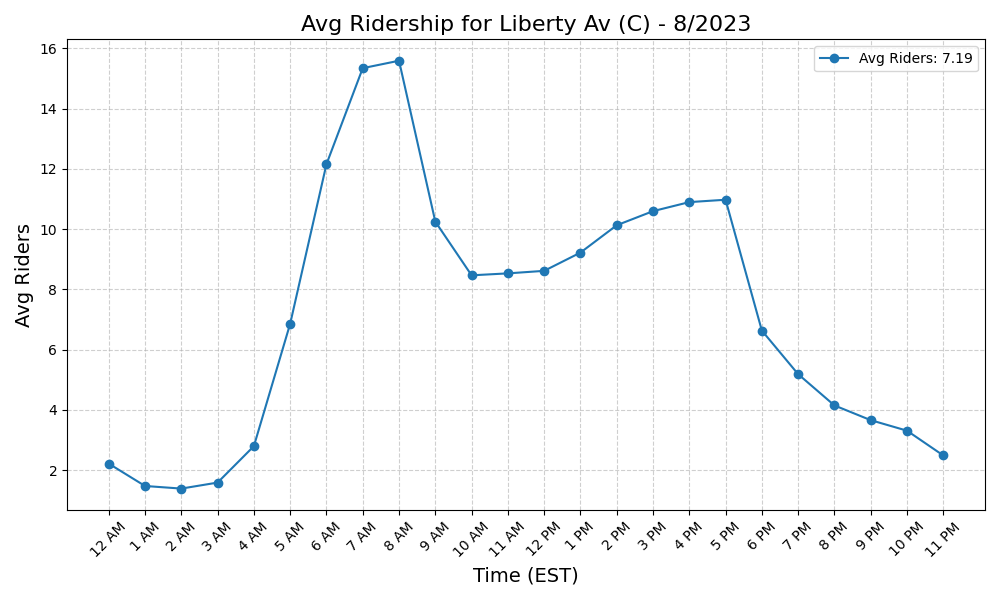 Avg Ridership for Liberty Av (C) - 8/2023
Avg Riders: 7.19
Avg Riders
16
14
12
10
8
6
4
2
12 AM 1 AM 2 AM 3 AM 4 AM 5 AM 6 AM 7 AM 8 AM 9 AM 10 AM 11 AM 12 PM 1 PM 2 PM 3 PM 4 PM 5 PM 6 PM 7 PM 8 PM 9 PM 10 PM 11 PM
Time (EST)